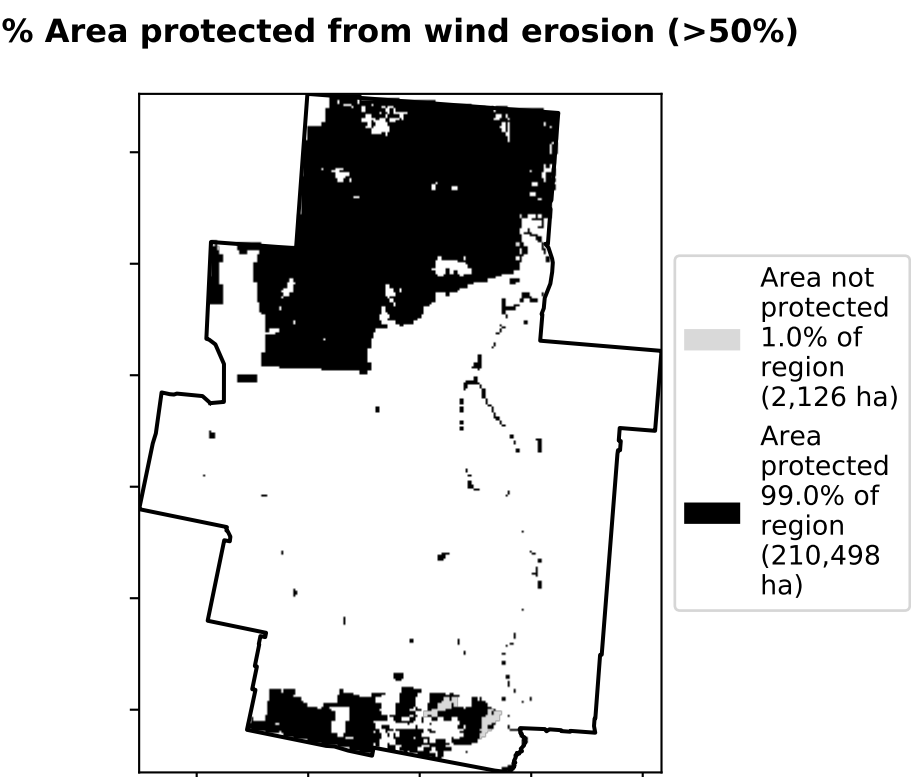 % Area protected from wind erosion (>50%)
Area not
protected
1.0% of
region
(2,126 ha)
Area
protected
99.0% of
region
(210,498
ha)